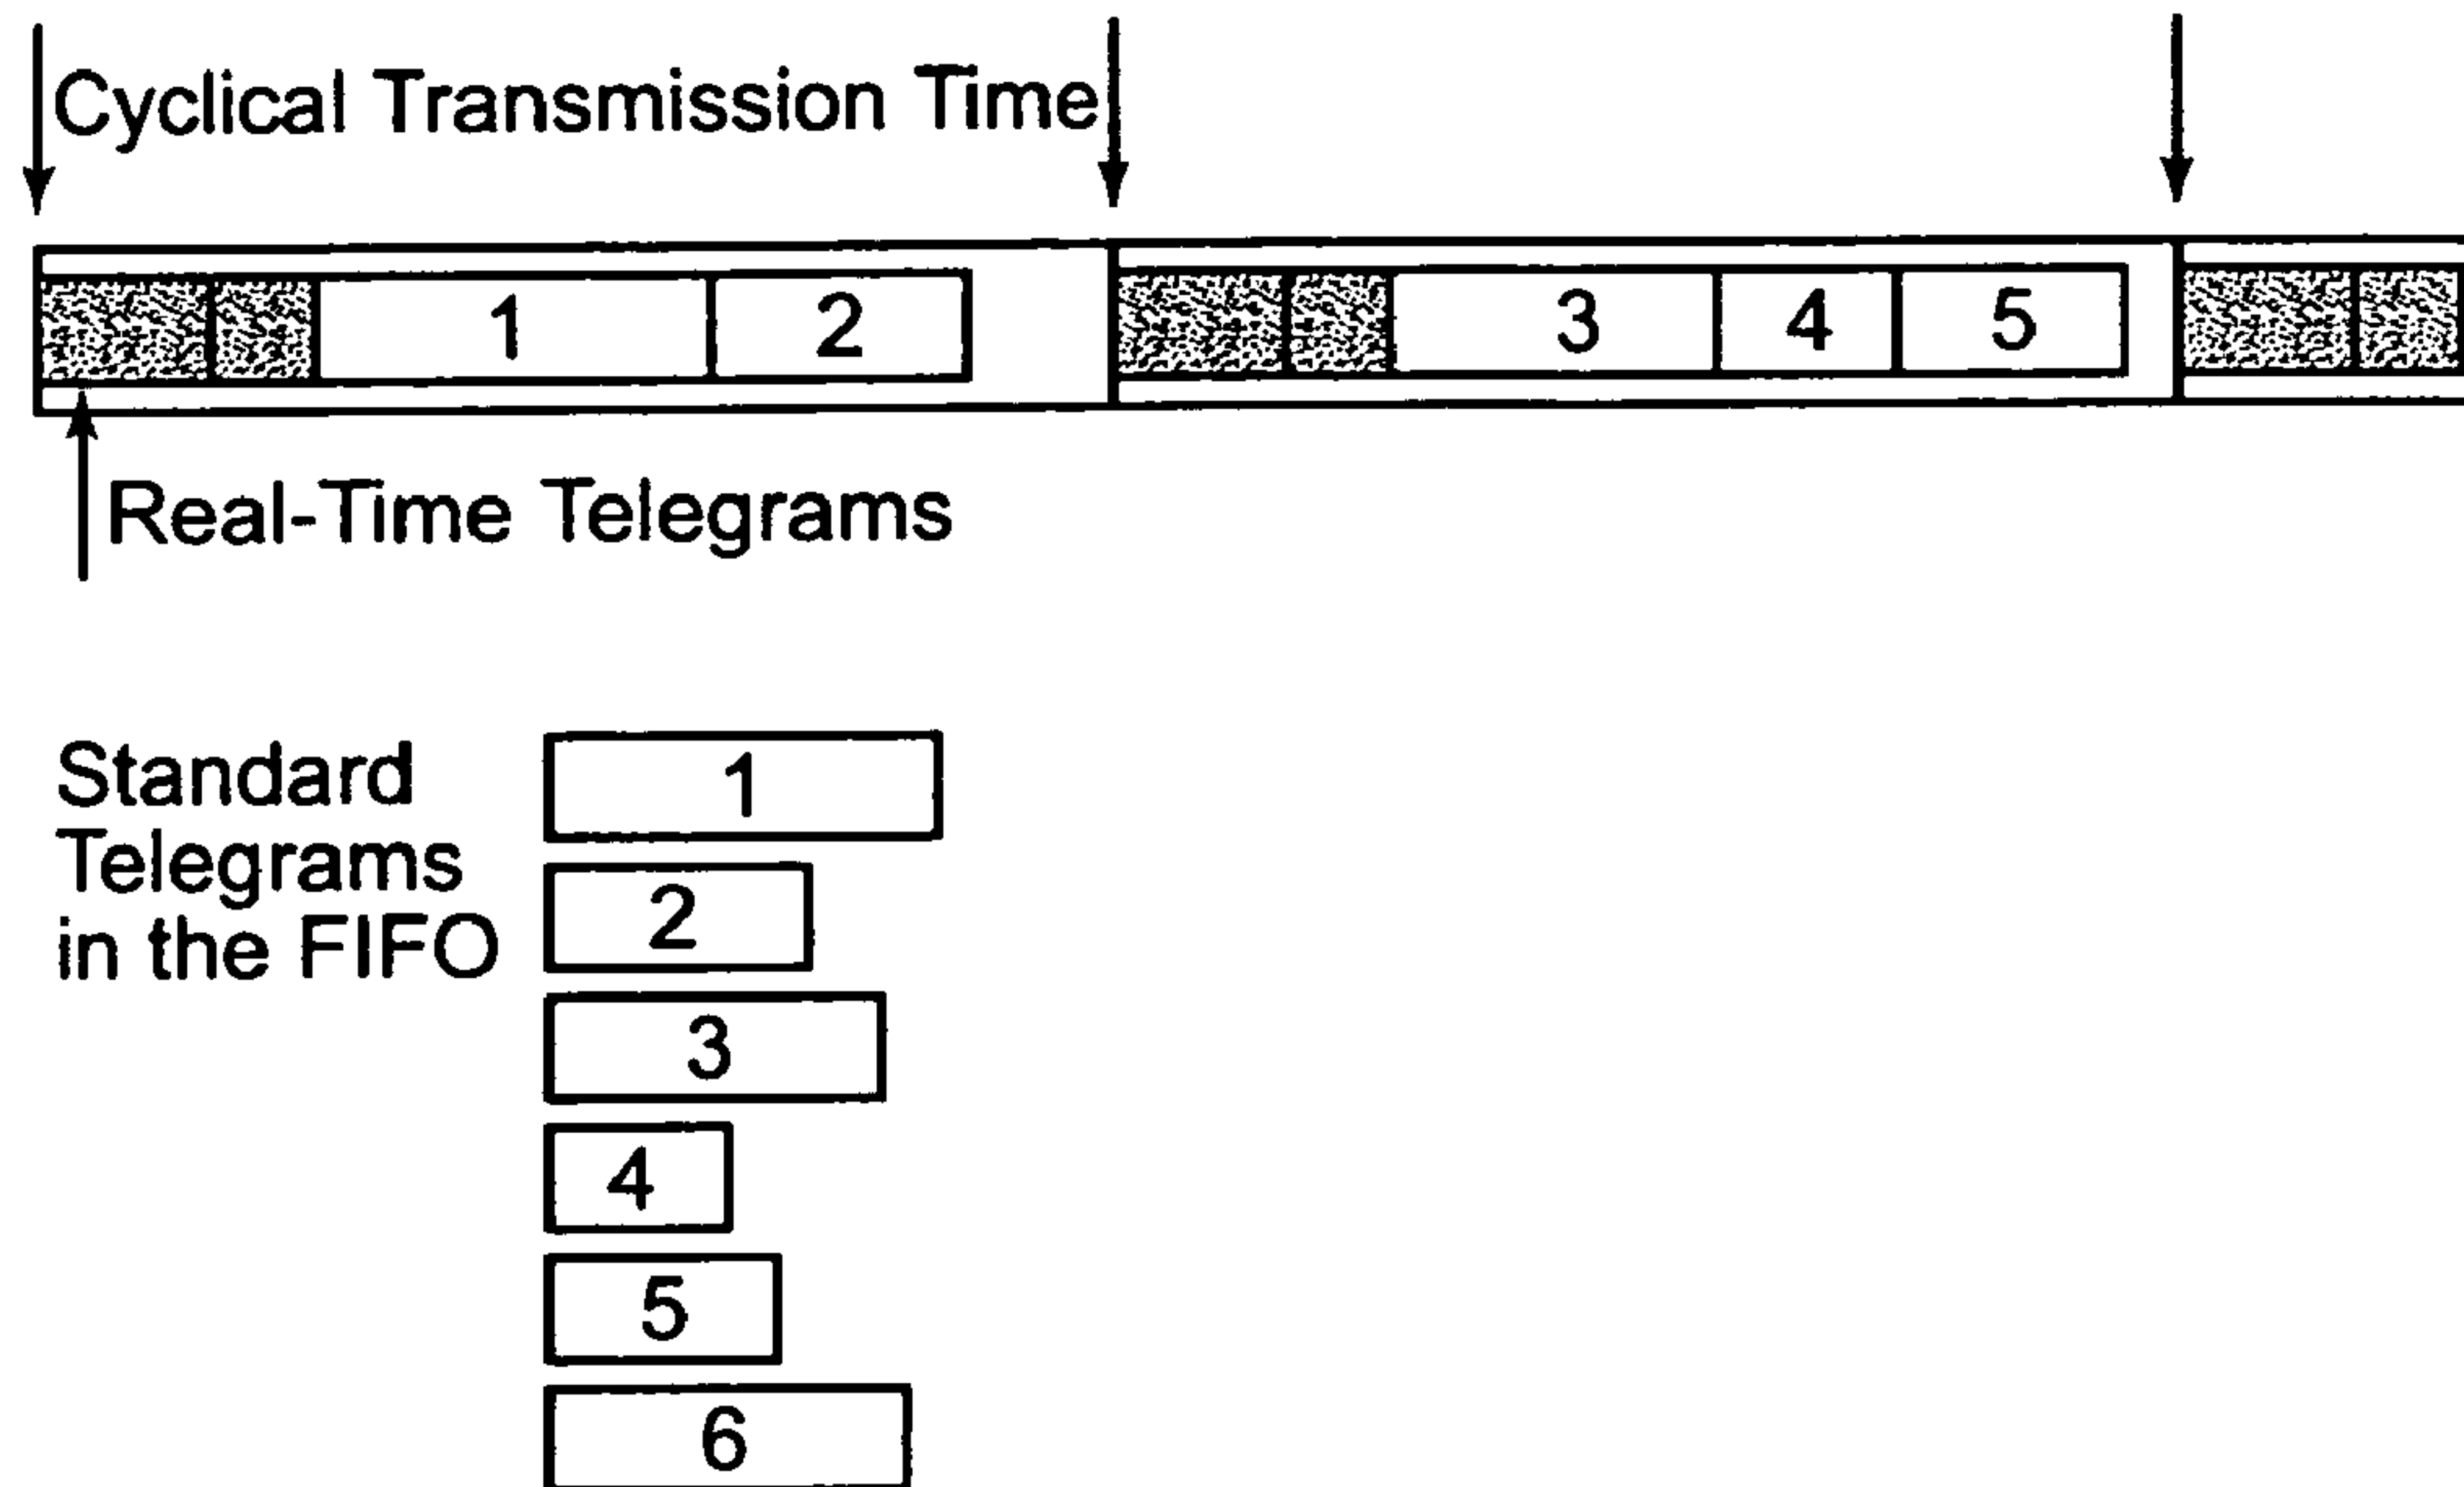 Cyclical Transmission Time
1 2 3 4 5
Real-Time Telegrams
Standard
Telegrams
in the FIFO
1
2
3
4
5
6